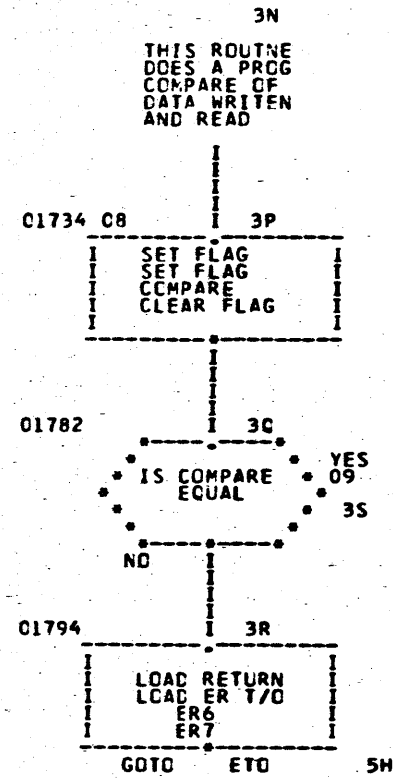 3N
THIS ROUTNE
DOES A PROG
COMPARE OF
DATA WRITEN
AND READ
01734 08 3P
SET FLAG
SET FLAG
COMPARE
CLEAR FLAG
01782 3Q
IS COMPARE YES
EQUAL 09
3S
NO
01794 3R
LOAD RETURN
LOAD ER T/O
ER6
ER7
GOTO ETO 5H